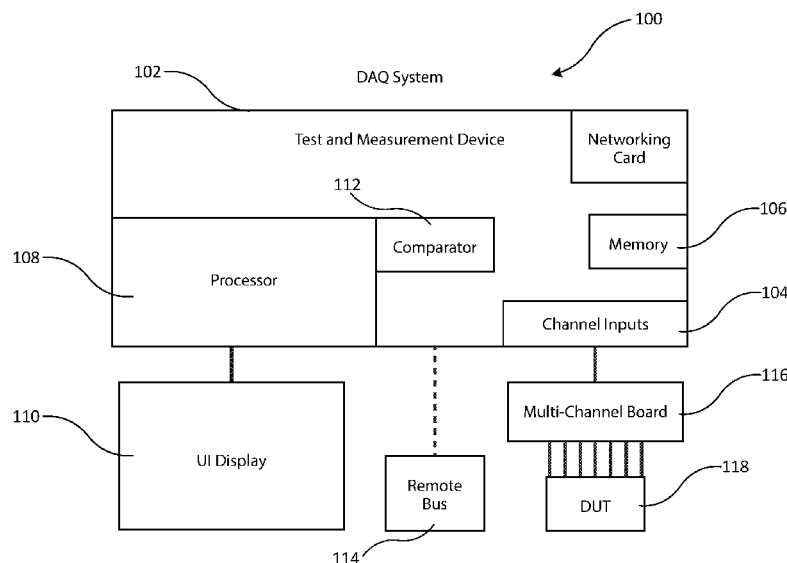 100
DAQ System
102
Test and Measurement Device
Networking
Card
112
Comparator
Memory
106
108
Processor
104
Channel Inputs
116
Multi-Channel Board
110
UI Display
Remote
Bus
114
DUT
118